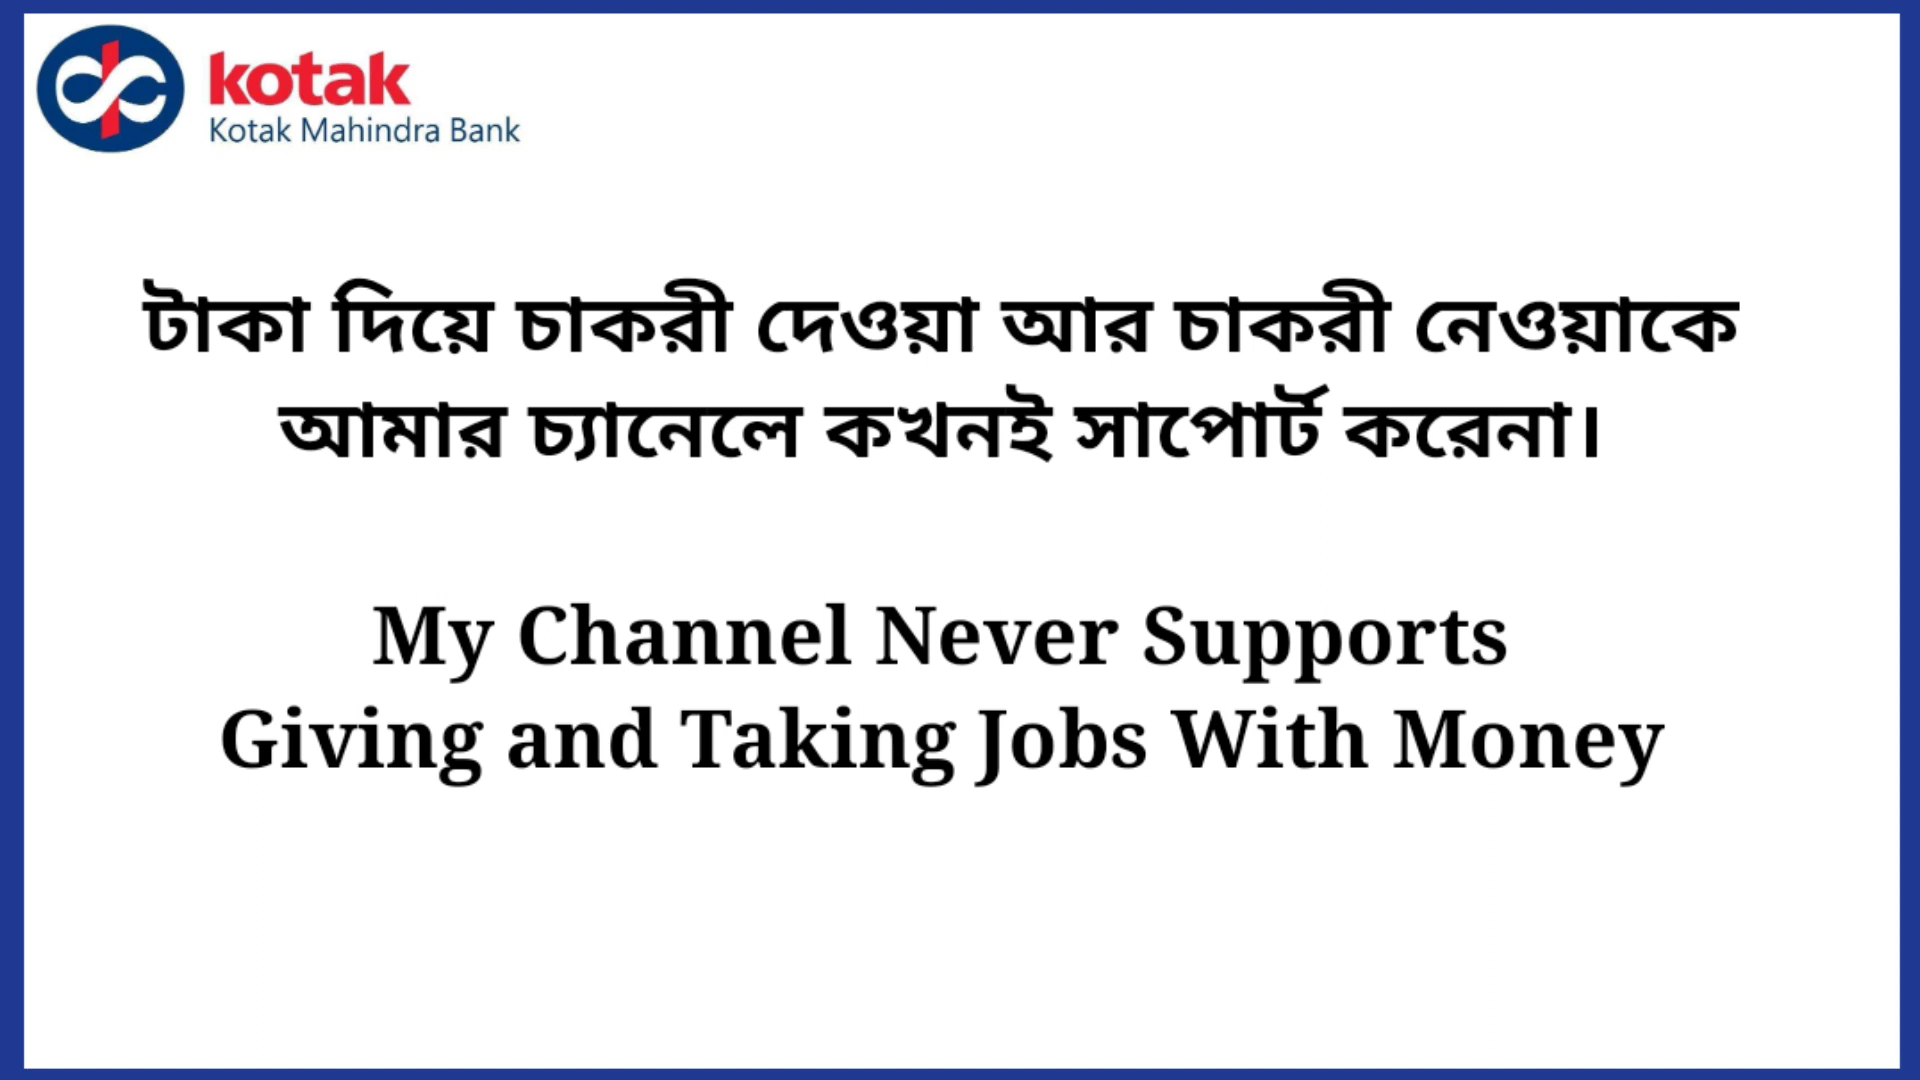 kotak
Kotak Mahindra Bank
টাকা দিয়ে চাকরী দেওয়া আর চাকরী নেওয়াকে
আমার চ্যানেলে কখনই সাপোর্ট করেনা।
My Channel Never Supports
Giving and Taking Jobs With Money